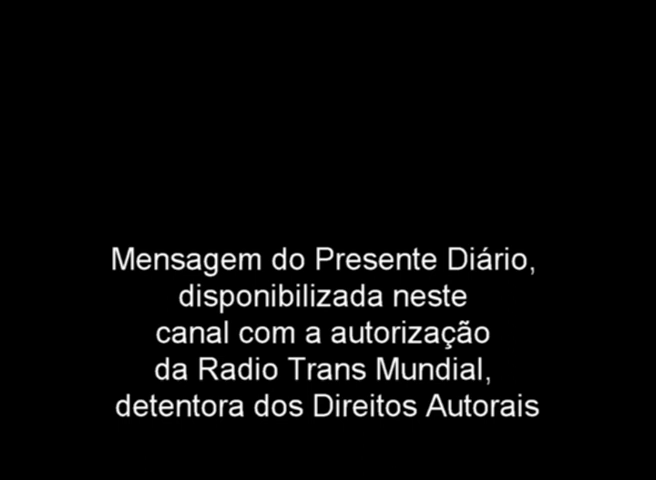 Mensagem do Presente Diário,
disponibilizada neste
canal com a autorização
da Radio Trans Mundial,
detentora dos Direitos Autorais